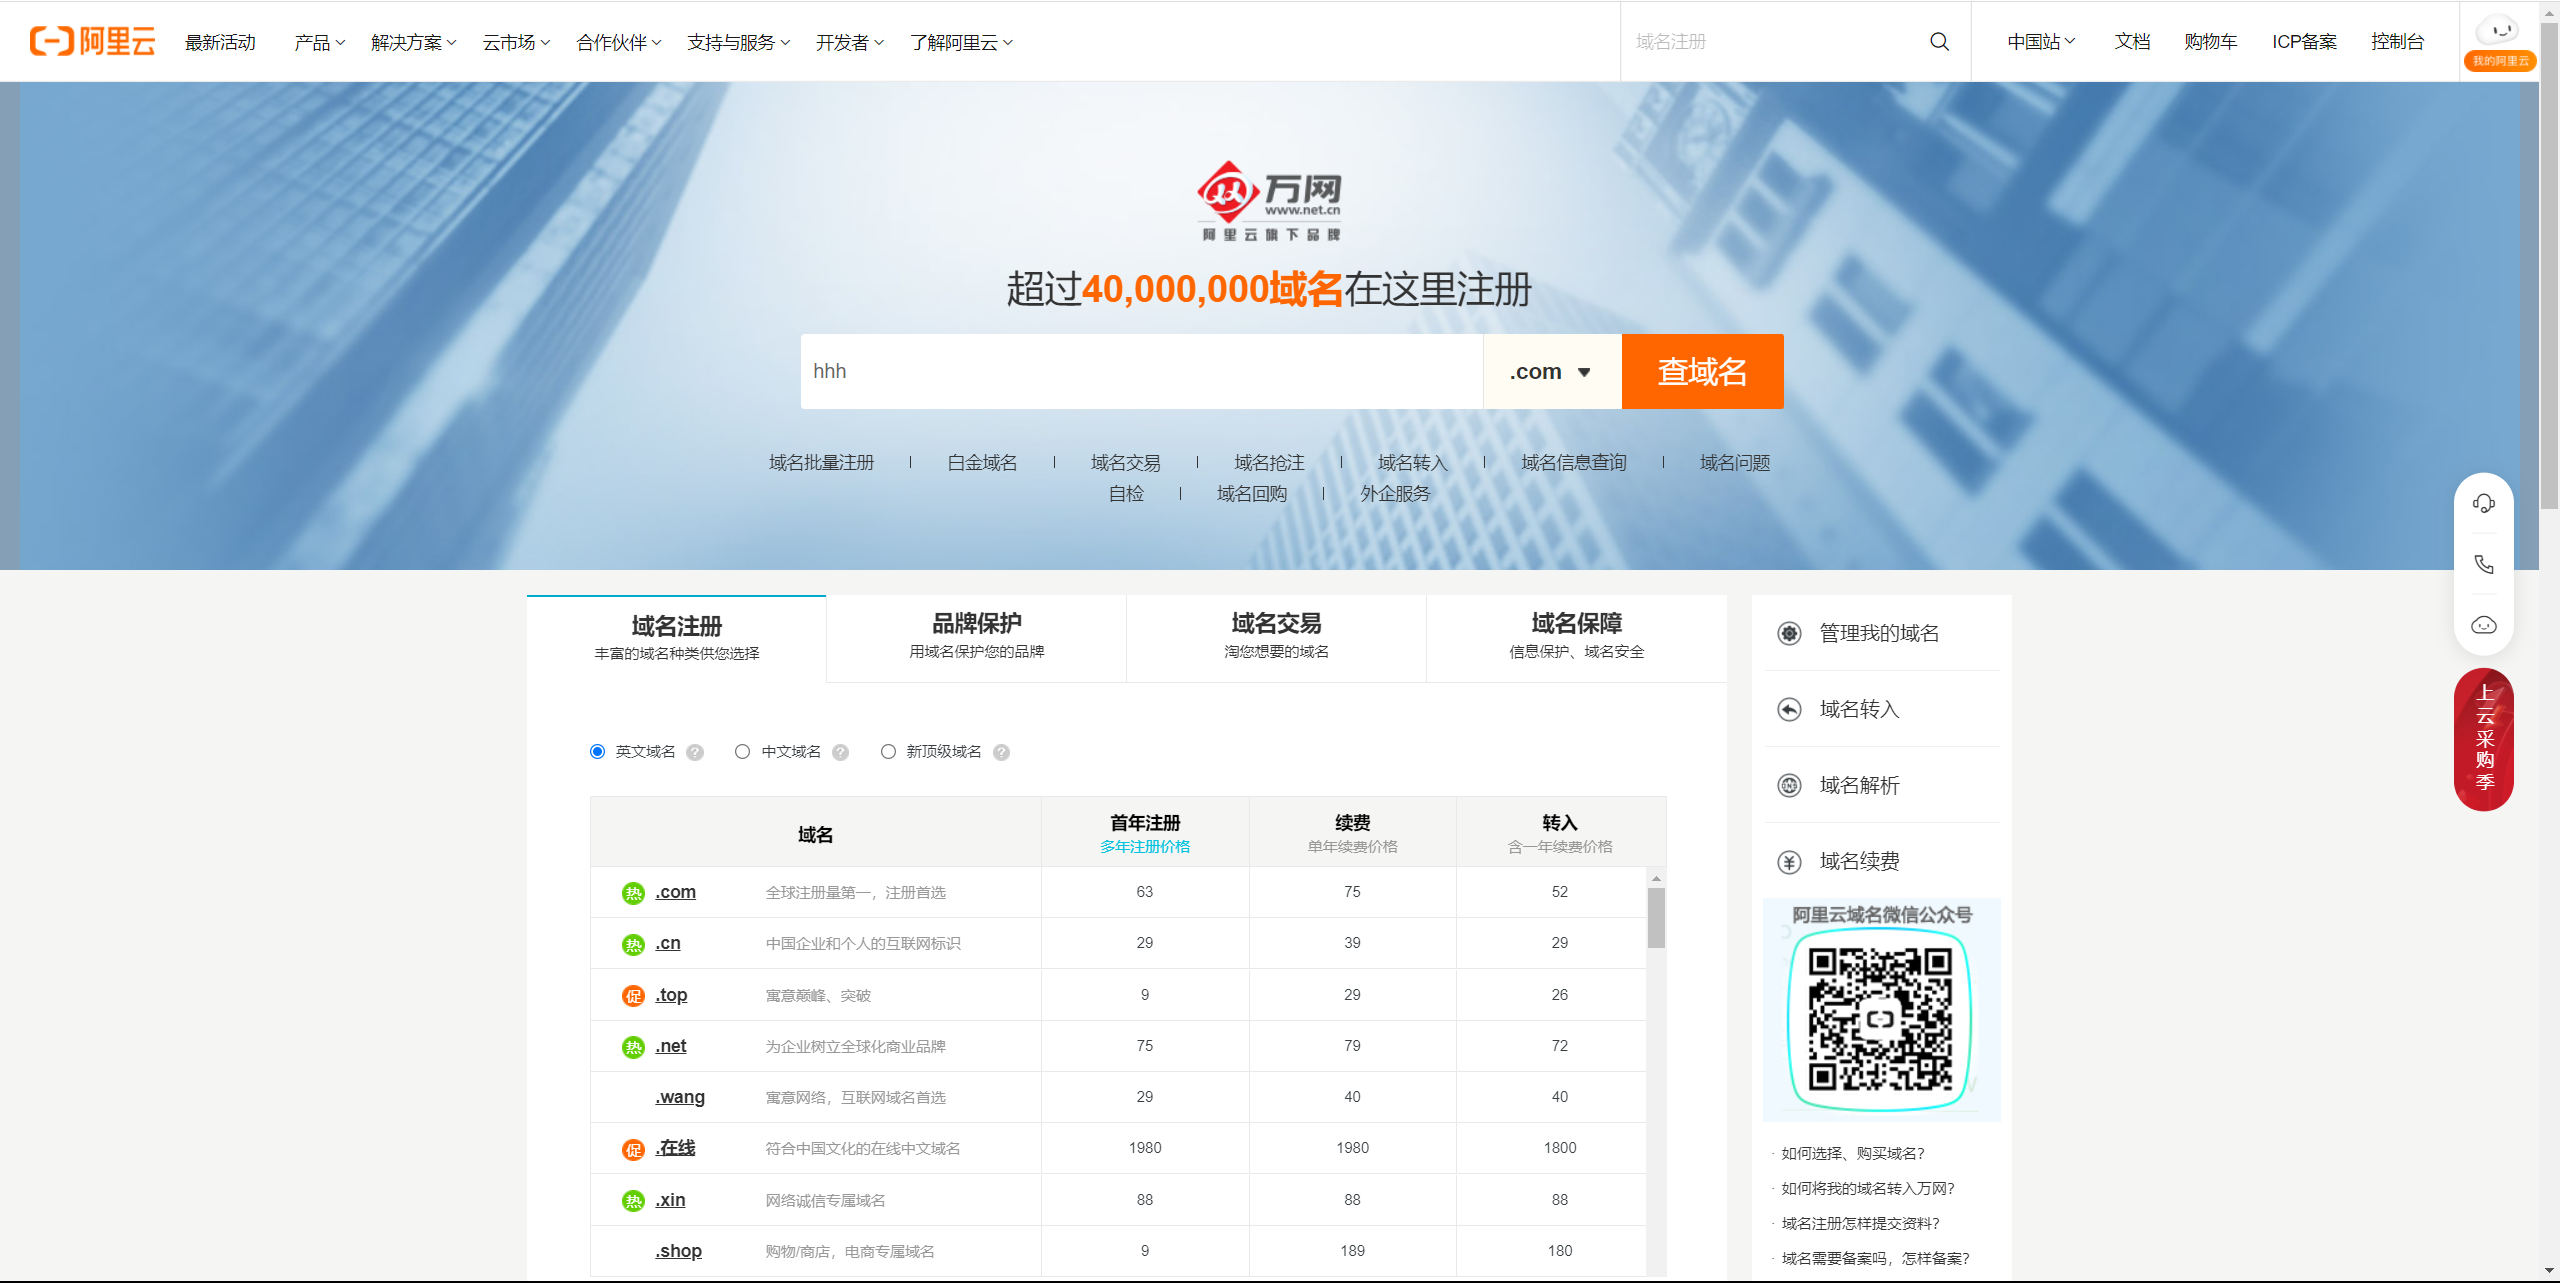 阿里云 最新活动 产品 解决方案 云市场 合作伙伴 支持与服务 开发者 了解阿里云 域名注册 中国站 文档 购物车 ICP备案 控制台
我的阿里云
万网
www.net.cn
阿里云旗下品牌
超过40,000,000域名在这里注册
hhh .com 查域名
域名批量注册 | 白金域名 | 域名交易 | 域名抢注 | 域名转入 | 域名信息查询 | 域名问题
自检 | 域名回购 | 外企服务
上云采购季
域名注册
丰富的域名种类供您选择
品牌保护
用域名保护您的品牌
域名交易
淘您想要的域名
域名保障
信息保护、域名安全
英文域名 ? 中文域名 ? 新顶级域名 ?
域名
首年注册
多年注册价格
续费
单年续费价格
转入
含一年续费价格
热 .com 全球注册量第一，注册首选 63 75 52
热 .cn 中国企业和个人的互联网标识 29 39 29
促 .top 寓意巅峰、突破 9 29 26
热 .net 为企业树立全球化商业品牌 75 79 72
.wang 寓意网络，互联网域名首选 29 40 40
促 .在线 符合中国文化的在线中文域名 1980 1980 1800
热 .xin 网络诚信专属域名 88 88 88
.shop 购物/商店，电商专属域名 9 189 180
管理我的域名
域名转入
DNS 域名解析
¥ 域名续费
阿里云域名微信公众号
· 如何选择、购买域名?
· 如何将我的域名转入万网?
· 域名注册怎样提交资料?
· 域名需要备案吗，怎样备案?